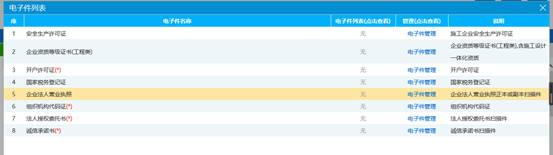 电子件列表
序 电子件名称 电子件列表(点击查看) 管理(点击查看) 说明
1 安全生产许可证 无 电子件管理 施工企业安全生产许可证
2 企业资质等级证书(工程类) 无 电子件管理 企业资质等级证书(工程类),含施工设计
一体化资质
3 开户许可证(*) 无 电子件管理 开户许可证
4 国家税务登记证 无 电子件管理 国家税务登记证
5 企业法人营业执照 无 电子件管理 企业法人营业执照正本或副本扫描件
6 组织机构代码证(*) 无 电子件管理 组织机构代码证
7 法人授权委托书(*) 无 电子件管理 法人授权委托书扫描件
8 诚信承诺书(*) 无 电子件管理 诚信承诺书扫描件